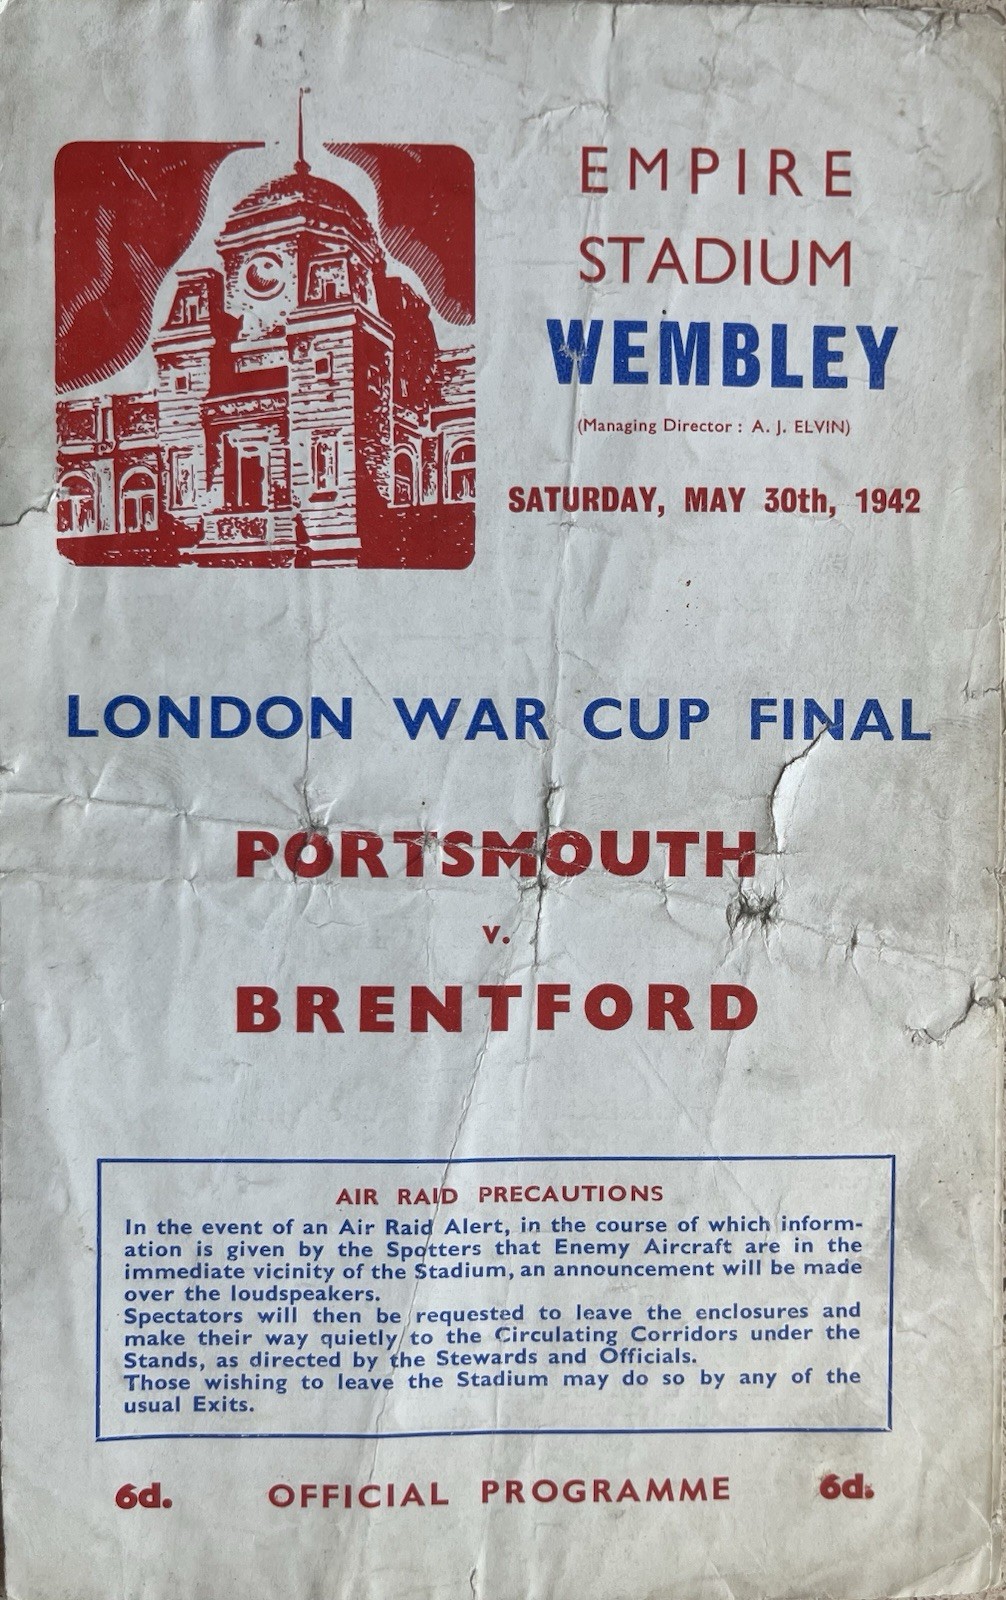 EMPIRE
STADIUM
WEMBLEY
(Managing Director : A. J. ELVIN)
SATURDAY, MAY 30th, 1942
LONDON WAR CUP FINAL
PORTSMOUTH
v.
BRENTFORD
AIR RAID PRECAUTIONS
In the event of an Air Raid Alert, in the course of which inform-
ation is given by the Spotters that Enemy Aircraft are in the
immediate vicinity of the Stadium, an announcement will be made
over the loudspeakers.
Spectators will then be requested to leave the enclosures and
make their way quietly to the Circulating Corridors under the
Stands, as directed by the Stewards and Officials.
Those wishing to leave the Stadium may do so by any of the
usual Exits.
6d. OFFICIAL PROGRAMME 6d.